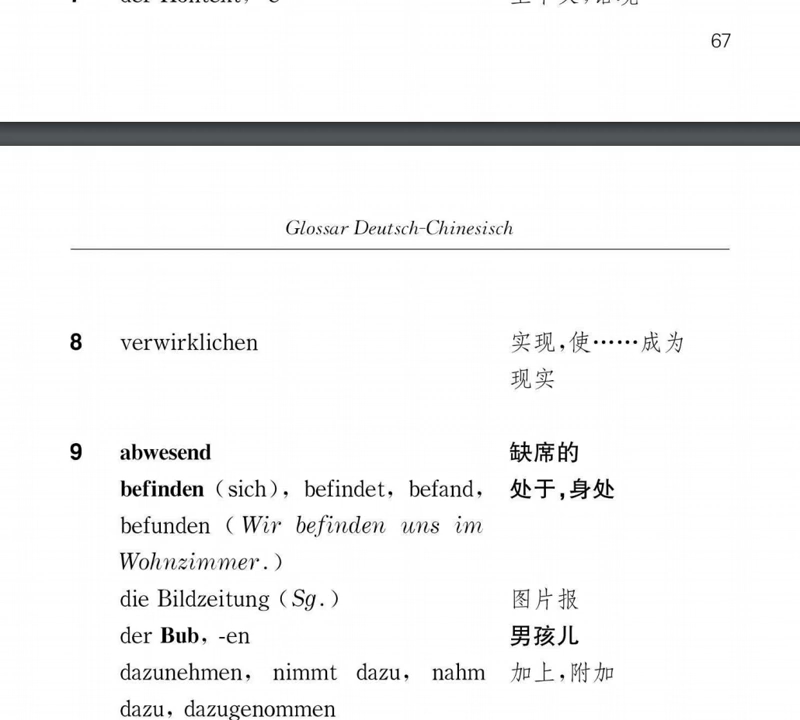 der Kontext, -e
67
Glossar Deutsch-Chinesisch
8 verwirklichen 实现,使……成为
现实
9 abwesend 缺席的
befinden (sich), befindet, befand, 处于,身处
befunden (Wir befinden uns im
Wohnzimmer.)
die Bildzeitung (Sg.) 图片报
der Bub, -en 男孩儿
dazunehmen, nimmt dazu, nahm 加上,附加
dazu, dazugenommen